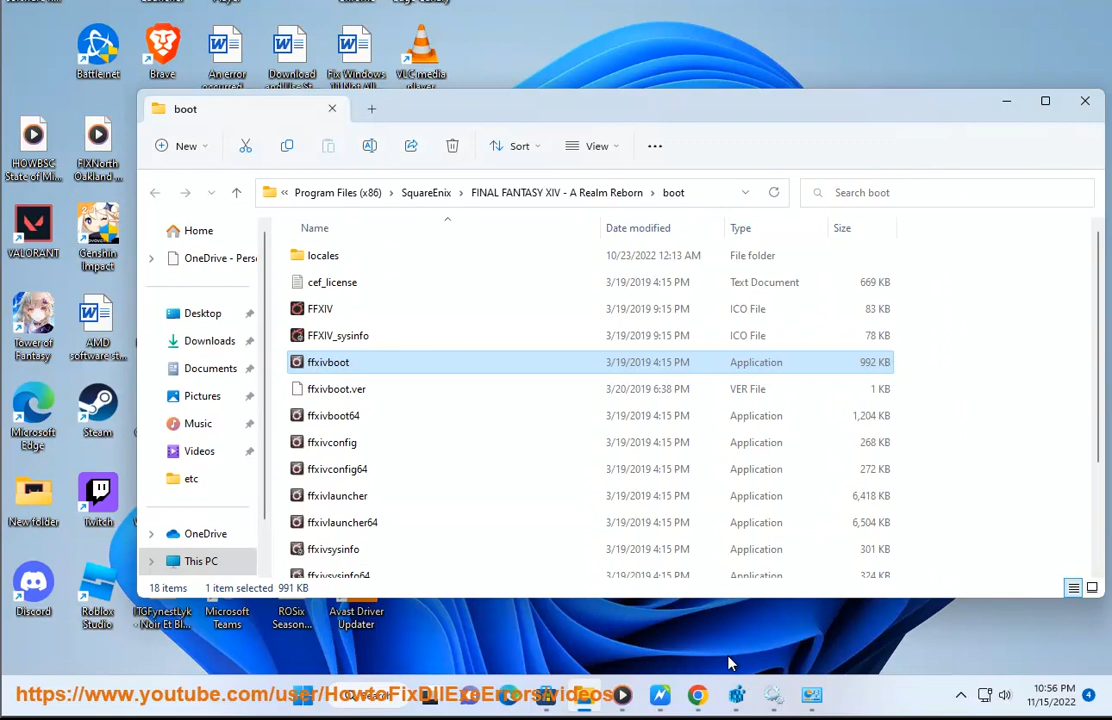 Player
Battle.net
Brave
An error
occurred...
Download
and Use St...
Fix Windows
VLC media
player
HOWBSC
State of Mi...
FIXNorth
Oakland...
VALORANT
Genshin
Impact
Tower of
Fantasy
AMD
software st...
Microsoft
Edge
Steam
New folder
Twitch
Discord
Roblox
Studio
Microsoft
Teams
ROSix
Season...
Avast Driver
Updater
boot
New
Sort
View
« Program Files (x86) > SquareEnix > FINAL FANTASY XIV - A Realm Reborn > boot
Search boot
Home
OneDrive - Pers
Desktop
Downloads
Documents
Pictures
Music
Videos
etc
OneDrive
This PC
Name Date modified Type Size
locales 10/23/2022 12:13 AM File folder
cef_license 3/19/2019 4:15 PM Text Document 669 KB
FFXIV 3/19/2019 9:15 PM ICO File 83 KB
FFXIV_sysinfo 3/19/2019 9:15 PM ICO File 78 KB
ffxivboot 3/19/2019 4:15 PM Application 992 KB
ffxivboot.ver 3/20/2019 6:38 PM VER File 1 KB
ffxivboot64 3/19/2019 4:15 PM Application 1,204 KB
ffxivconfig 3/19/2019 4:15 PM Application 268 KB
ffxivconfig64 3/19/2019 4:15 PM Application 272 KB
ffxivlauncher 3/19/2019 4:15 PM Application 6,418 KB
ffxivlauncher64 3/19/2019 4:15 PM Application 6,504 KB
ffxivsysinfo 3/19/2019 4:15 PM Application 301 KB
ffxivsysinfo64 3/19/2019 4:15 PM Application 324 KB
18 items 1 item selected 991 KB
https://www.youtube.com/user/HowtoFixDllExeErrors/videos
10:56 PM
11/15/2022
4